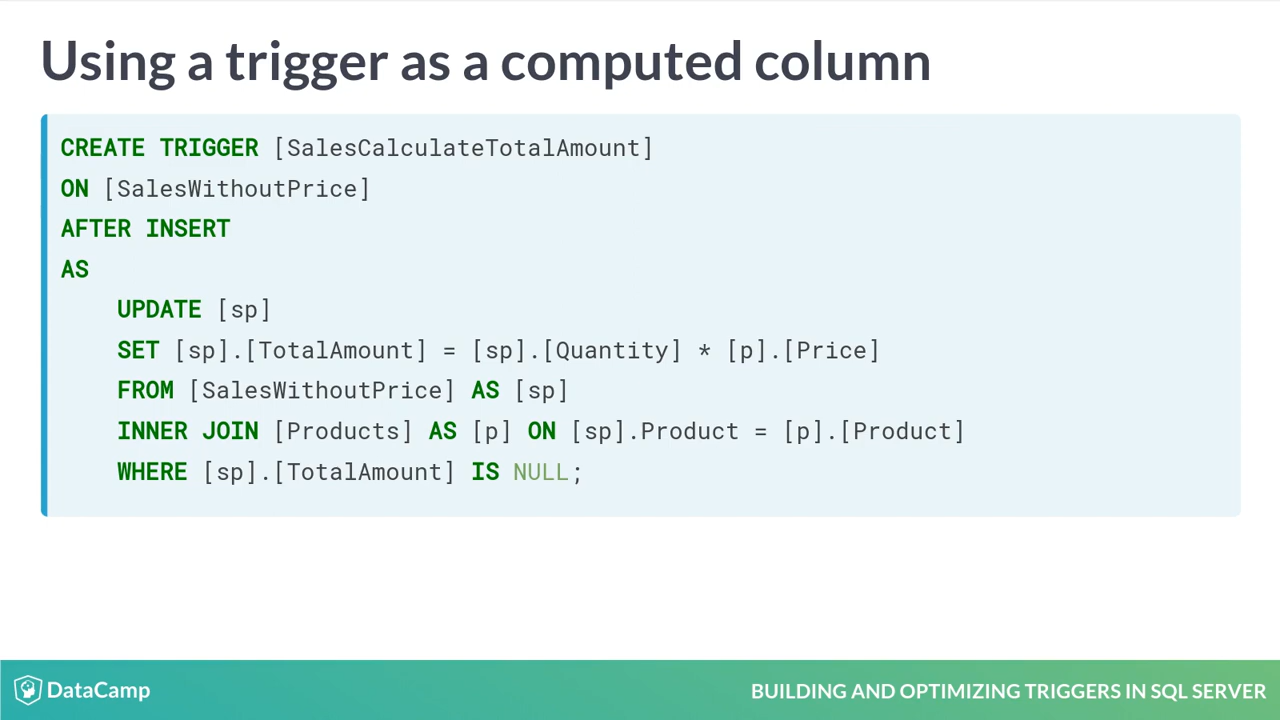 Using a trigger as a computed column
CREATE TRIGGER [SalesCalculateTotalAmount]
ON [SalesWithoutPrice]
AFTER INSERT
AS
    UPDATE [sp]
    SET [sp].[TotalAmount] = [sp].[Quantity] * [p].[Price]
    FROM [SalesWithoutPrice] AS [sp]
    INNER JOIN [Products] AS [p] ON [sp].Product = [p].[Product]
    WHERE [sp].[TotalAmount] IS NULL;
DataCamp
BUILDING AND OPTIMIZING TRIGGERS IN SQL SERVER